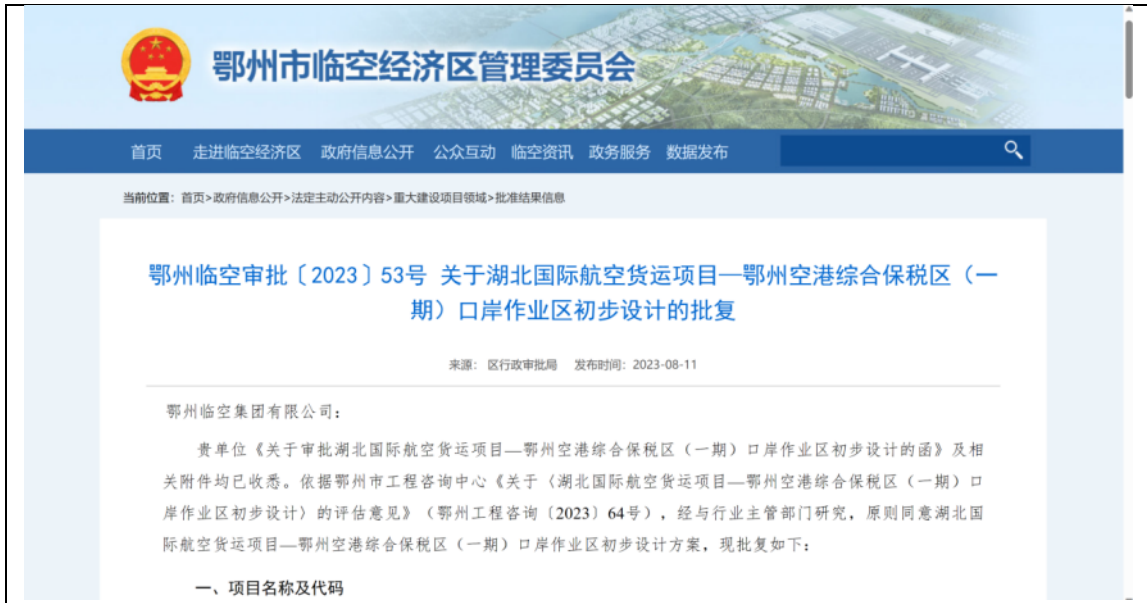 鄂州市临空经济区管理委员会
首页 走进临空经济区 政府信息公开 公众互动 临空资讯 政务服务 数据发布
当前位置：首页>政府信息公开>法定主动公开内容>重大建设项目领域>批准结果信息
鄂州临空审批〔2023〕53号 关于湖北国际航空货运项目—鄂州空港综合保税区（一
期）口岸作业区初步设计的批复
来源： 区行政审批局 发布时间：2023-08-11
鄂州临空集团有限公司：
贵单位《关于审批湖北国际航空货运项目—鄂州空港综合保税区（一期）口岸作业区初步设计的函》及相
关附件均已收悉。依据鄂州市工程咨询中心《关于〈湖北国际航空货运项目—鄂州空港综合保税区（一期）口
岸作业区初步设计〉的评估意见》（鄂州工程咨询〔2023〕64号），经与行业主管部门研究，原则同意湖北国
际航空货运项目—鄂州空港综合保税区（一期）口岸作业区初步设计方案，现批复如下：
一、项目名称及代码